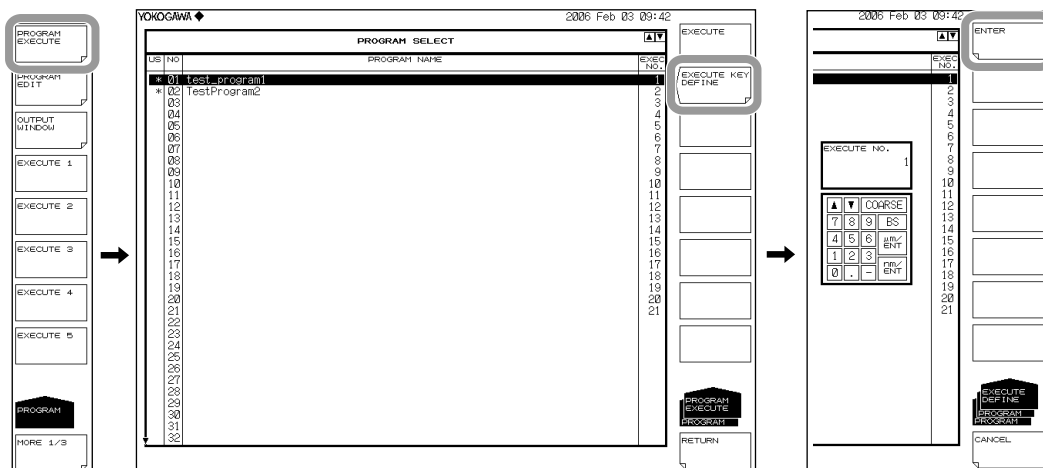 PROGRAM
EXECUTE
PROGRAM
EDIT
OUTPUT
WINDOW
EXECUTE 1
EXECUTE 2
EXECUTE 3
EXECUTE 4
EXECUTE 5
PROGRAM
MORE 1/3
YOKOGAWA
2006 Feb 03 09:42
PROGRAM SELECT
▲▼
US NO PROGRAM NAME EXEC NO.
* 01 test_program1 1
* 02 TestProgram2 2
03 3
04 4
05 5
06 6
07 7
08 8
09 9
10 10
11 11
12 12
13 13
14 14
15 15
16 16
17 17
18 18
19 19
20 20
21 21
22
23
24
25
26
27
28
29
30
31
32
EXECUTE
EXECUTE KEY
DEFINE
PROGRAM
EXECUTE
PROGRAM
RETURN
2006 Feb 03 09:42
▲▼
EXEC
NO.
1
2
3
4
5
6
7
8
9
10
11
12
13
14
15
16
17
18
19
20
21
EXECUTE NO.
1
▲ ▼ COARSE
7 8 9 BS
4 5 6 μm/ENT
1 2 3 nm/ENT
0 . -
ENTER
EXECUTE
DEFINE
PROGRAM
PROGRAM
CANCEL